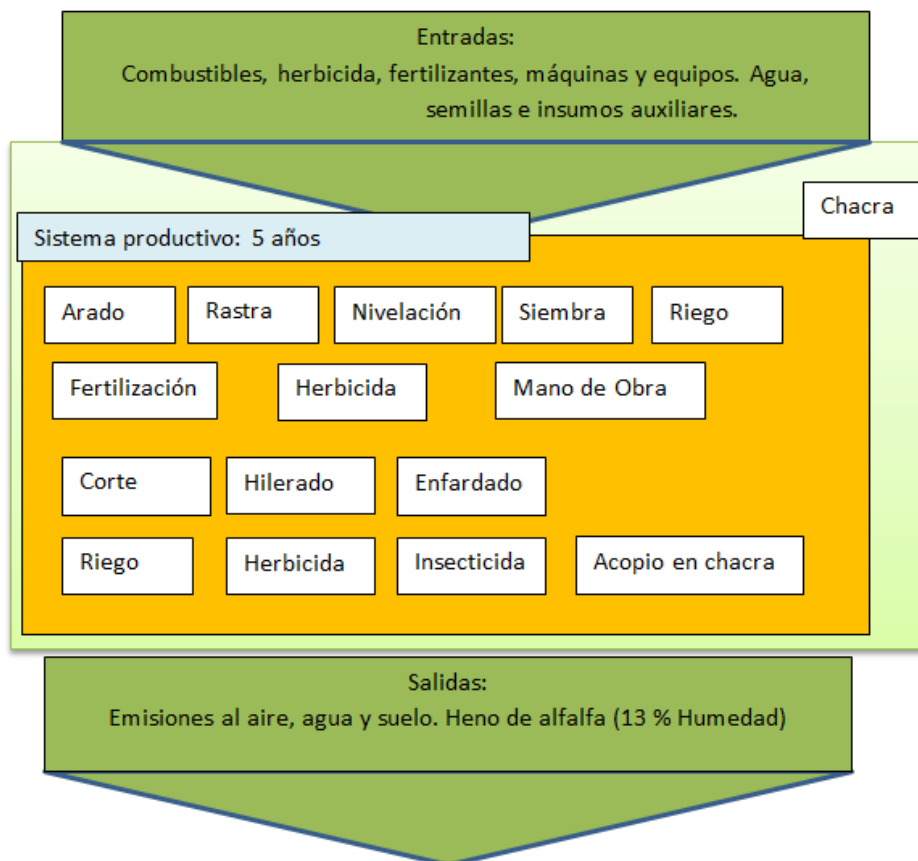 Entradas:
Combustibles, herbicida, fertilizantes, máquinas y equipos. Agua,
semillas e insumos auxiliares.
Chacra
Sistema productivo: 5 años
Arado Rastra Nivelación Siembra Riego
Fertilización Herbicida Mano de Obra
Corte Hilerado Enfardado
Riego Herbicida Insecticida Acopio en chacra
Salidas:
Emisiones al aire, agua y suelo. Heno de alfalfa (13 % Humedad)